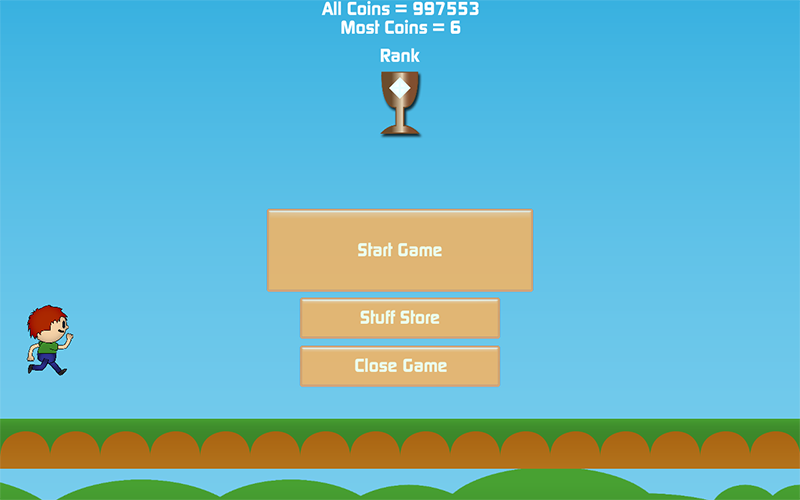 All Coins = 997553
Most Coins = 6
Rank
Start Game
Stuff Store
Close Game